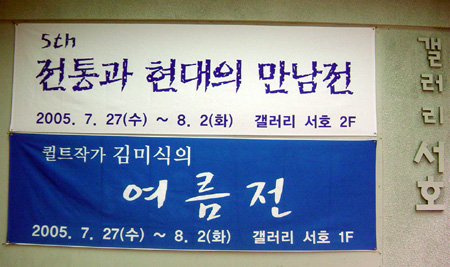 5th
전통과 현대의 만남전
2005. 7. 27(수) ~ 8. 2(화) 갤러리 서호 2F
퀼트작가 김미식의
여름전
2005. 7. 27(수) ~ 8. 2(화) 갤러리 서호 1F
갤러리 서호